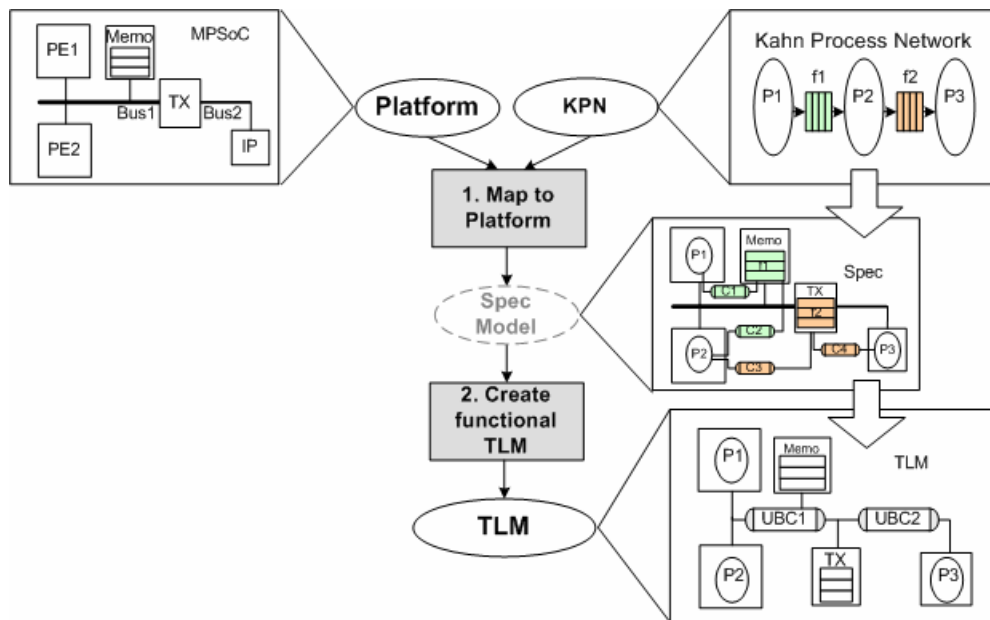 MPSoC
PE1
Memo
Bus1
TX
Bus2
PE2
IP
Platform
KPN
Kahn Process Network
P1
f1
P2
f2
P3
1. Map to
Platform
Spec
Model
2. Create
functional
TLM
TLM
P1
Memo
f1
Spec
C1
TX
f2
P2
C2
C3
C4
P3
P1
Memo
TLM
UBC1
UBC2
P2
TX
P3